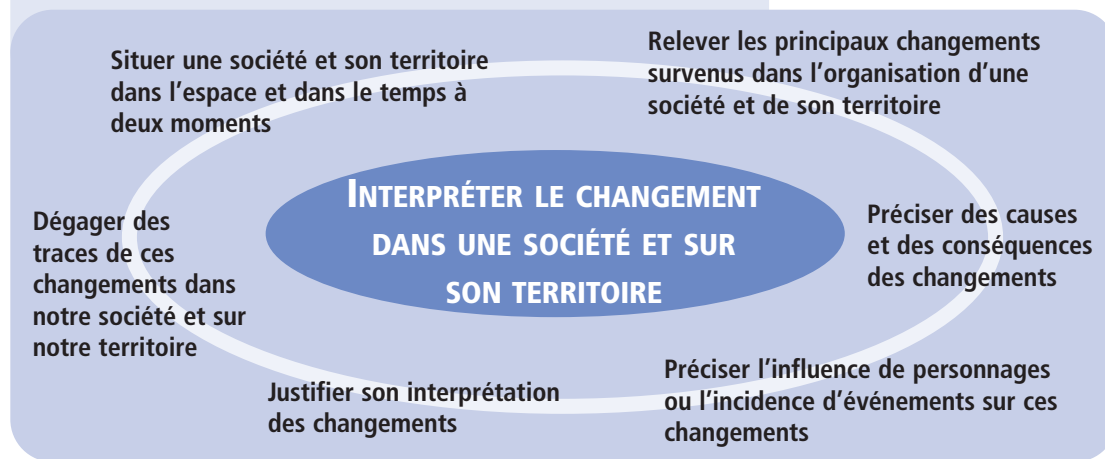 Situer une société et son territoire
dans l'espace et dans le temps à
deux moments
Relever les principaux changements
survenus dans l'organisation d'une
société et de son territoire
INTERPRÉTER LE CHANGEMENT
DANS UNE SOCIÉTÉ ET SUR
SON TERRITOIRE
Préciser des causes
et des conséquences
des changements
Préciser l'influence de personnages
ou l'incidence d'événements sur ces
changements
Justifier son interprétation
des changements
Dégager des
traces de ces
changements dans
notre société et sur
notre territoire